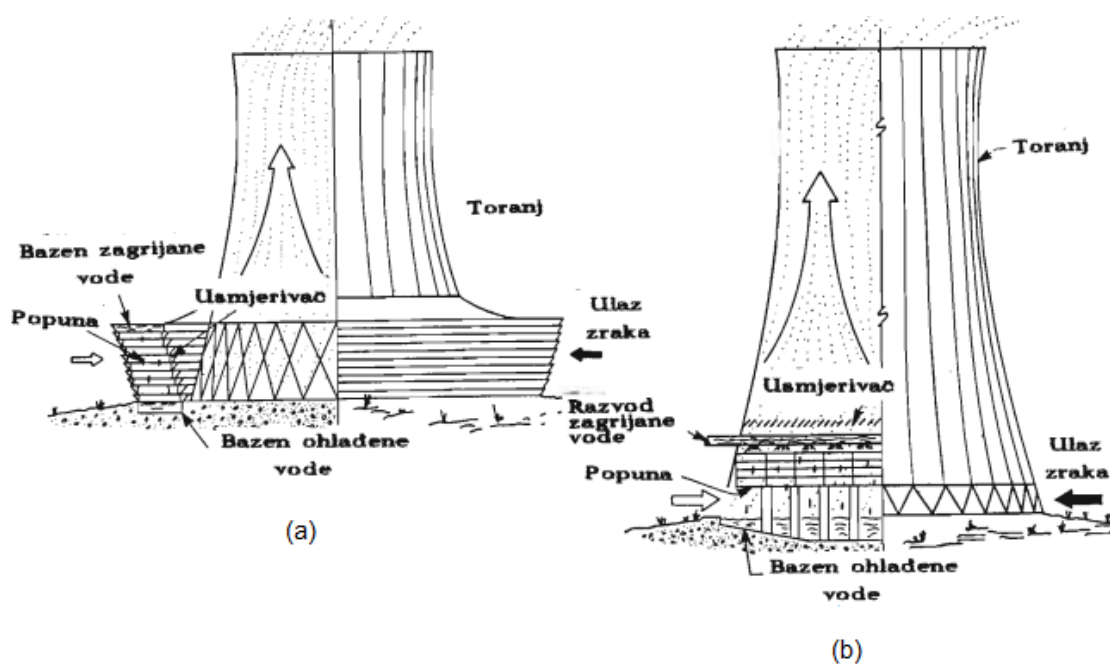 Toranj
Bazen zagrijane
vode
Usmjerivač
Popuna
Ulaz
zraka
Bazen ohlađene
vode
(a)
Toranj
Usmjerivač
Razvod
zagrijane
vode
Popuna
Ulaz
zraka
Bazen ohlađene
vode
(b)